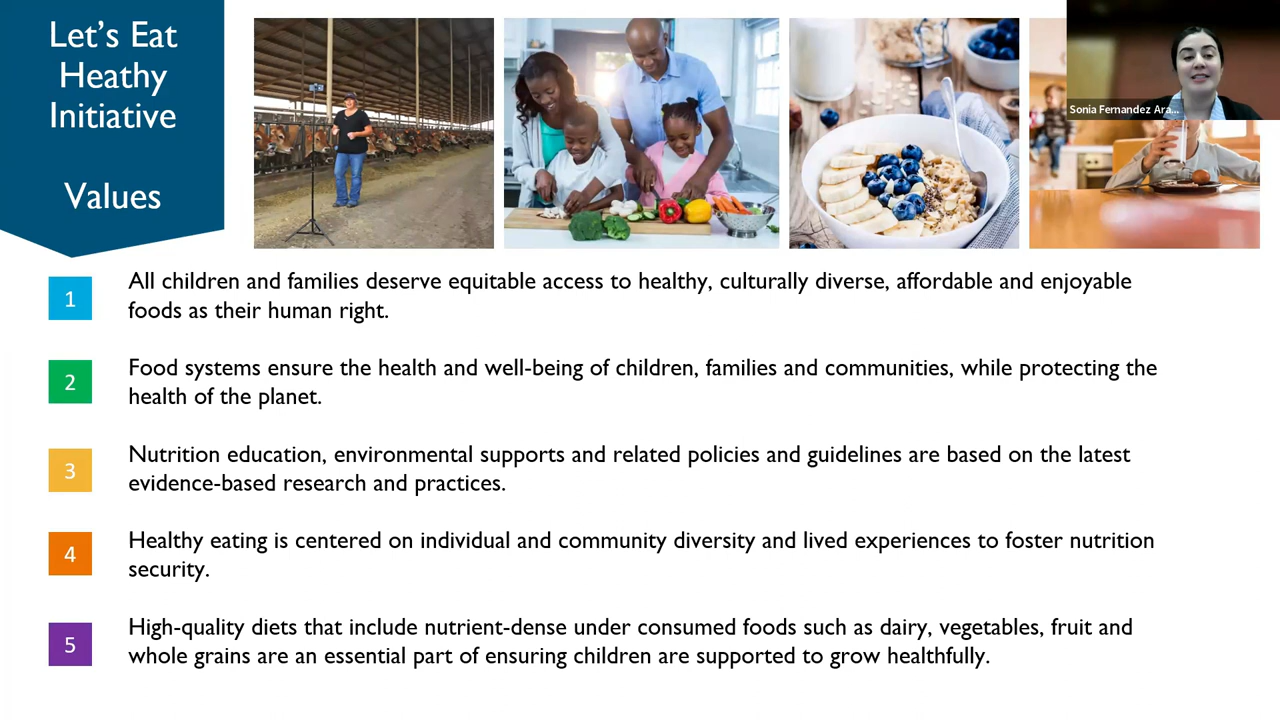 Let's Eat
Heathy
Initiative
Values
Sonia Fernandez Ara...
1
All children and families deserve equitable access to healthy, culturally diverse, affordable and enjoyable
foods as their human right.
2
Food systems ensure the health and well-being of children, families and communities, while protecting the
health of the planet.
3
Nutrition education, environmental supports and related policies and guidelines are based on the latest
evidence-based research and practices.
4
Healthy eating is centered on individual and community diversity and lived experiences to foster nutrition
security.
5
High-quality diets that include nutrient-dense under consumed foods such as dairy, vegetables, fruit and
whole grains are an essential part of ensuring children are supported to grow healthfully.